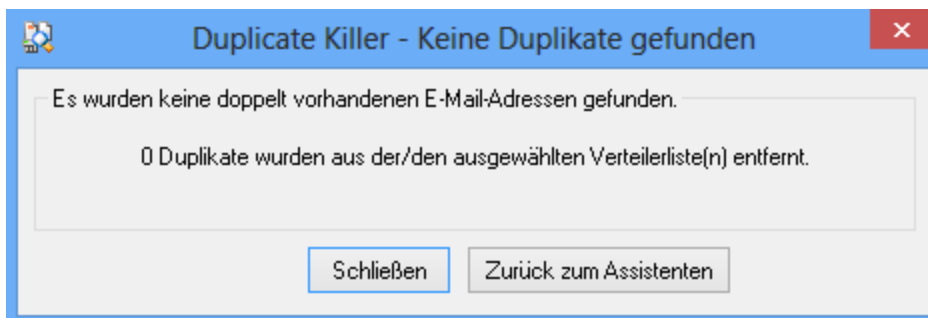 Duplicate Killer - Keine Duplikate gefunden
Es wurden keine doppelt vorhandenen E-Mail-Adressen gefunden.
0 Duplikate wurden aus der/den ausgewählten Verteilerliste(n) entfernt.
Schließen
Zurück zum Assistenten